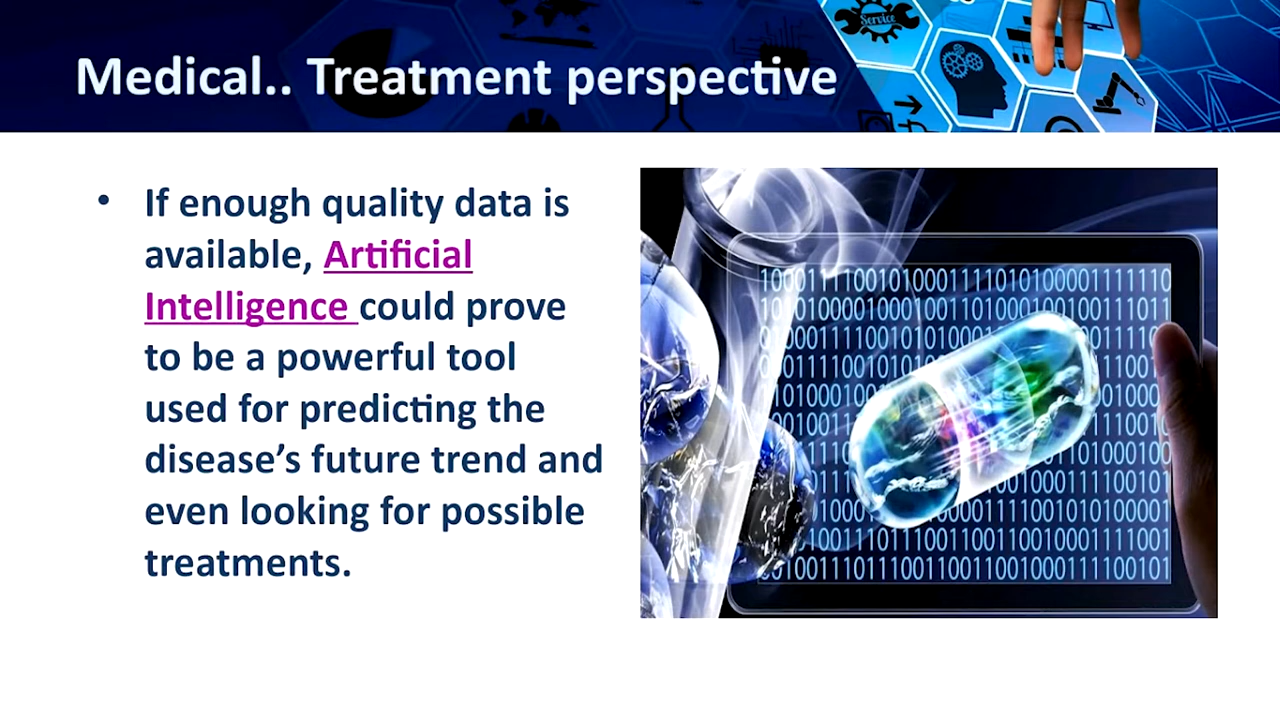 Service
Medical.. Treatment perspective
• If enough quality data is
available, Artificial
Intelligence could prove
to be a powerful tool
used for predicting the
disease’s future trend and
even looking for possible
treatments.